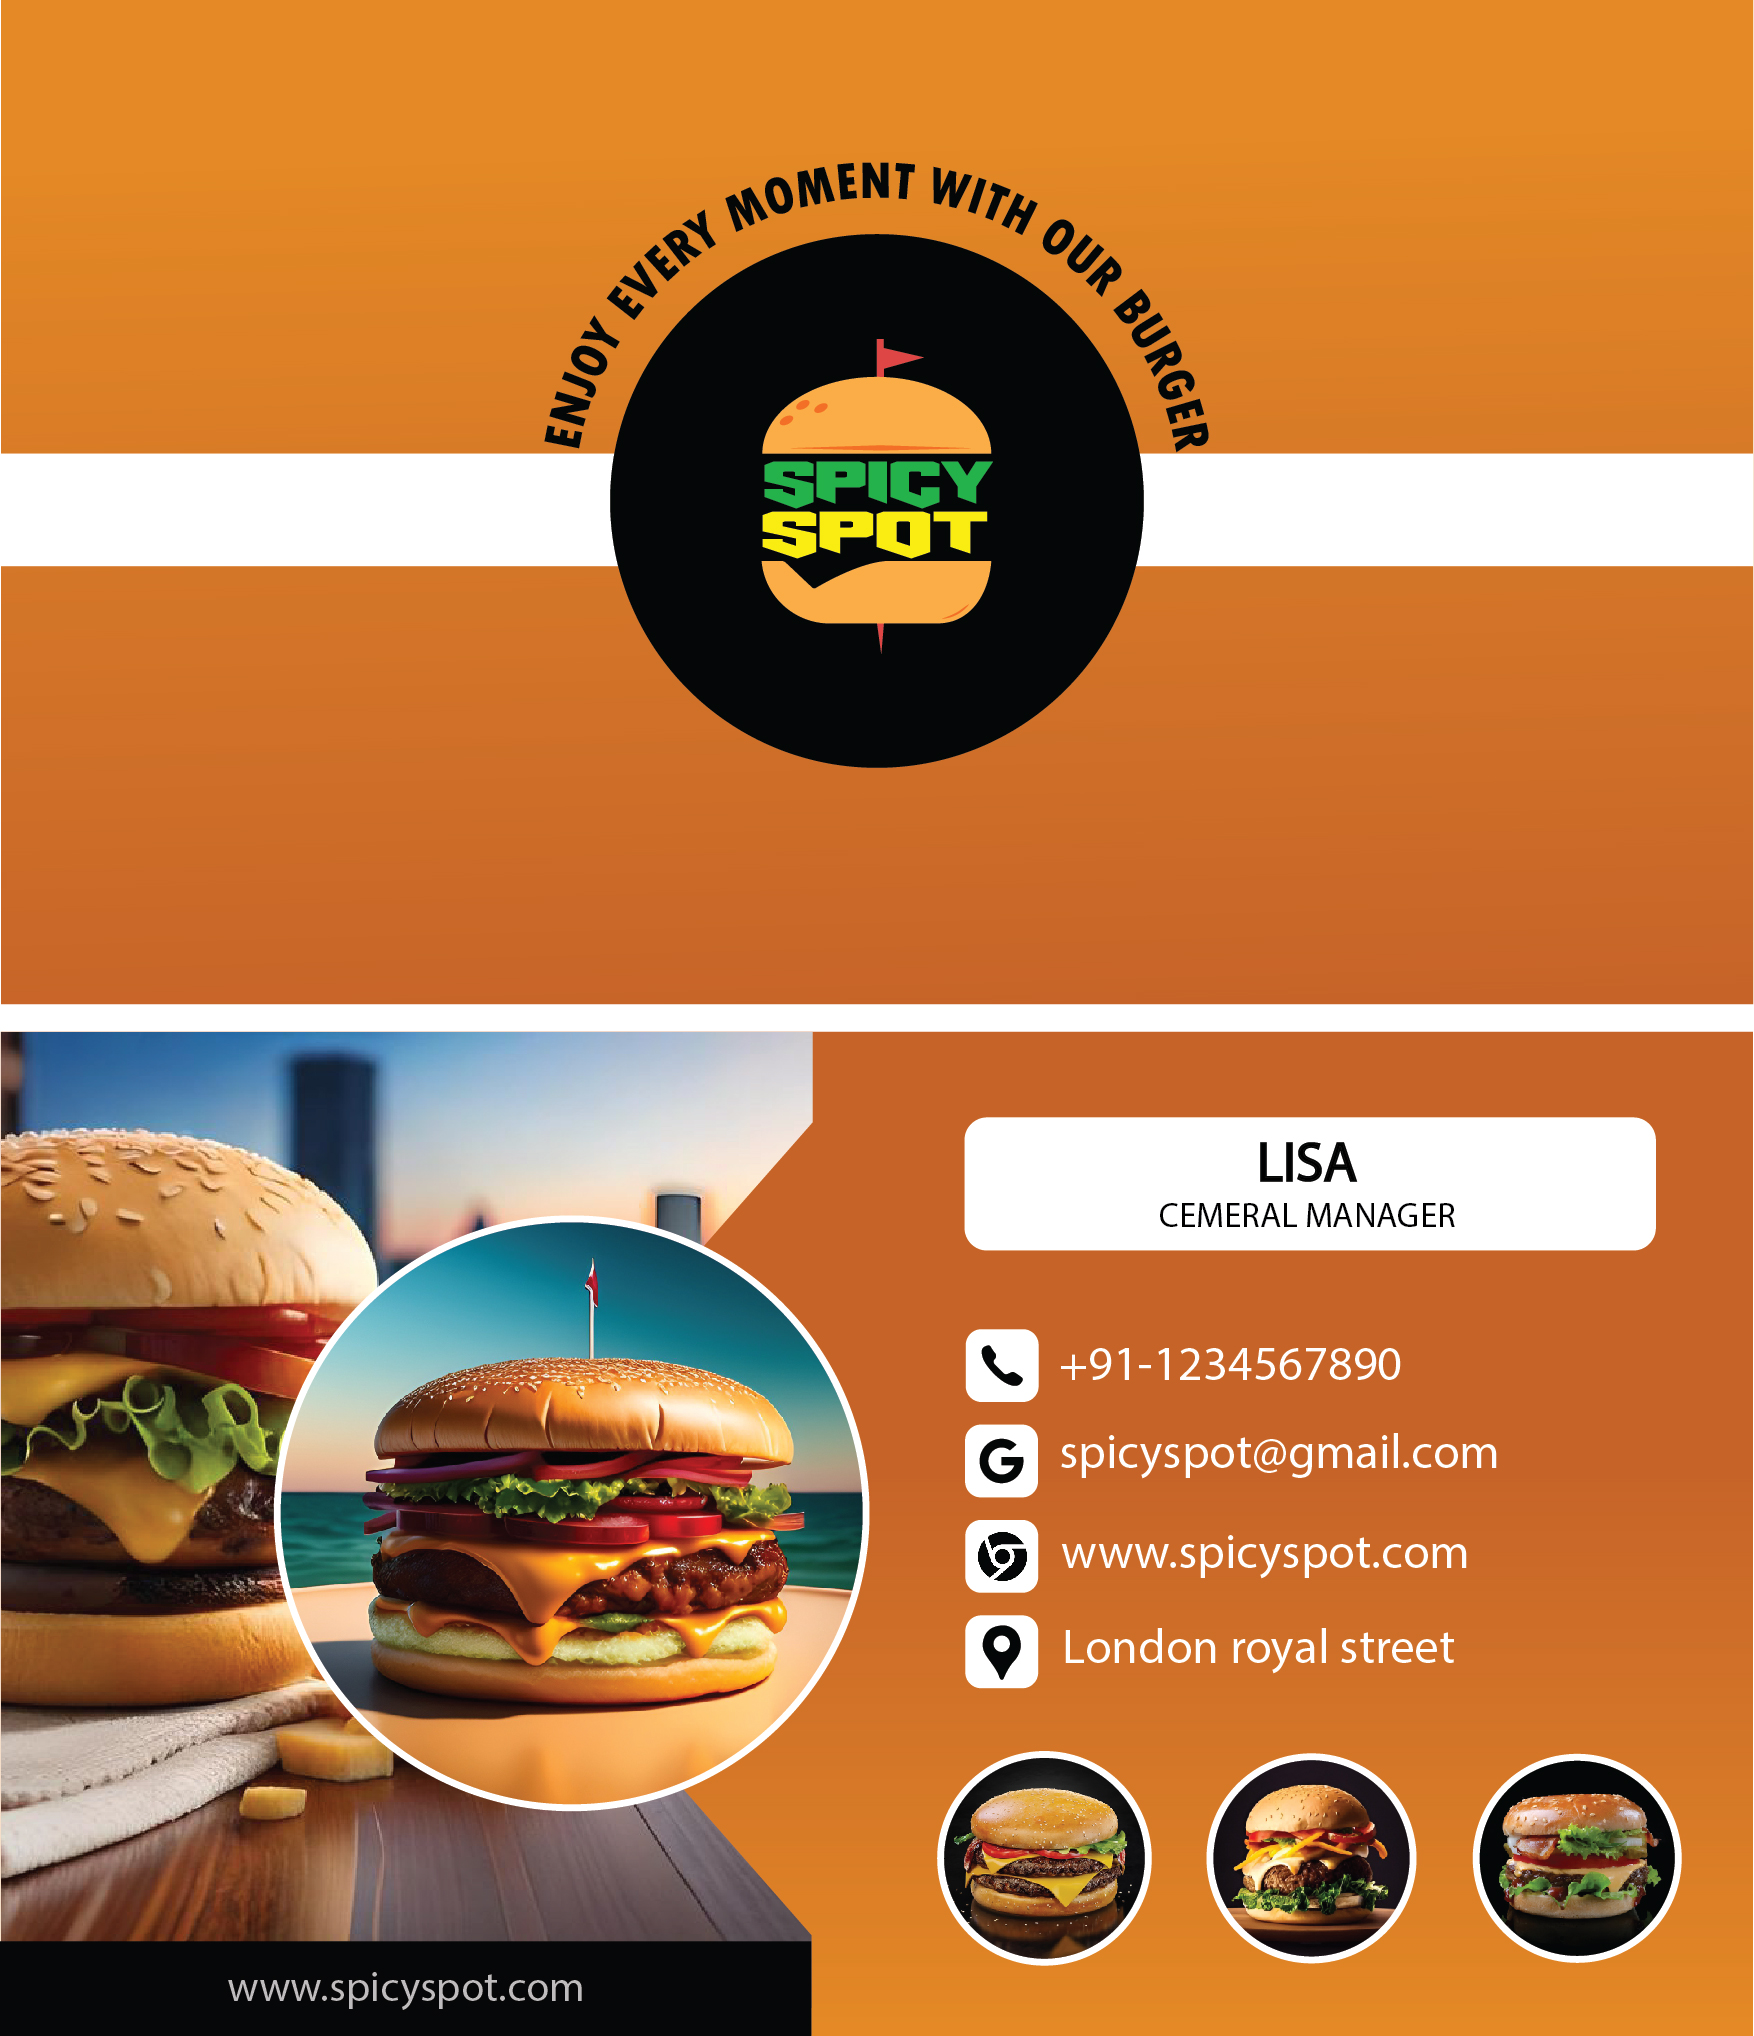 ENJOY EVERY MOMENT WITH OUR BURGER
SPICY
SPOT
LISA
CEMERAL MANAGER
+91-1234567890
spicyspot@gmail.com
www.spicyspot.com
London royal street
www.spicyspot.com